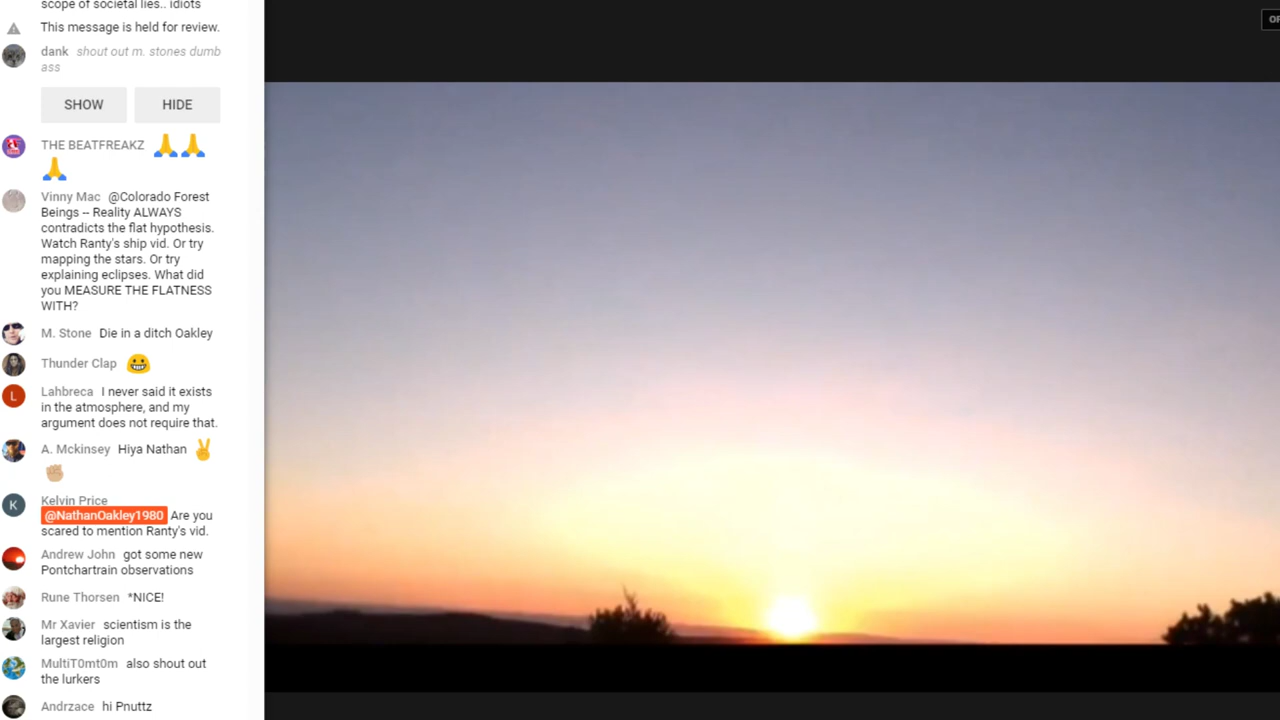 scope of societal lies.. idiots
This message is held for review.
dank shout out m. stones dumb
ass
SHOW HIDE
THE BEATFREAKZ 🙏🙏
🙏
Vinny Mac @Colorado Forest
Beings -- Reality ALWAYS
contradicts the flat hypothesis.
Watch Ranty's ship vid. Or try
mapping the stars. Or try
explaining eclipses. What did
you MEASURE THE FLATNESS
WITH?
M. Stone Die in a ditch Oakley
Thunder Clap 😀
L
Lahbreca I never said it exists
in the atmosphere, and my
argument does not require that.
A. Mckinsey Hiya Nathan ✌
✊🏼
K
Kelvin Price
@NathanOakley1980 Are you
scared to mention Ranty's vid.
Andrew John got some new
Pontchartrain observations
Rune Thorsen *NICE!
Mr Xavier scientism is the
largest religion
MultiT0mt0m also shout out
the lurkers
Andrzace hi Pnuttz